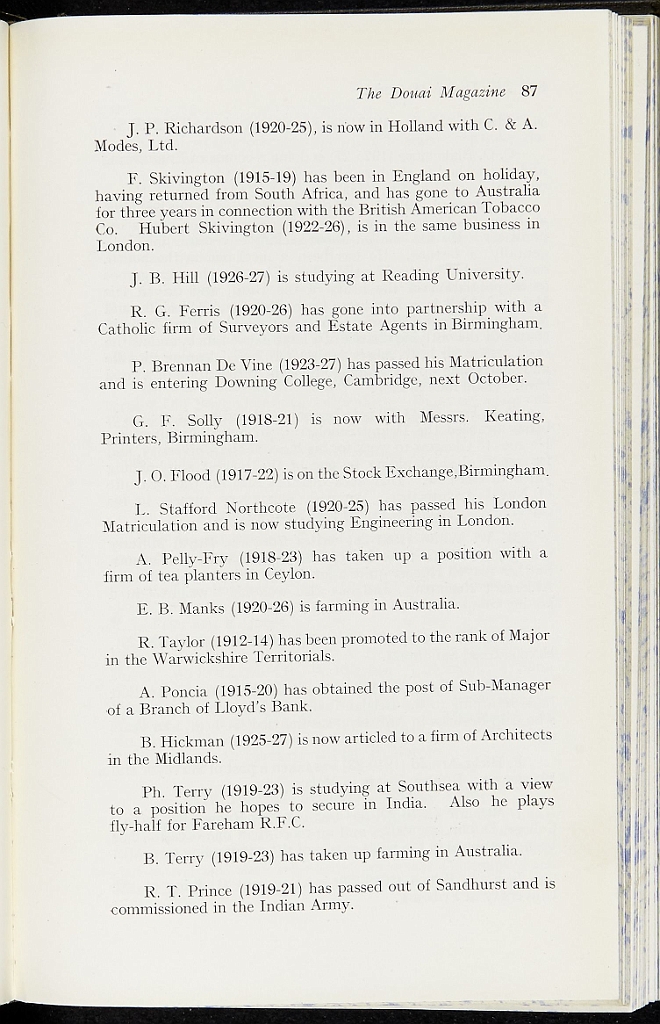 The Douai Magazine 87
J. P. Richardson (1920-25), is now in Holland with C. & A.
Modes, Ltd.
F. Skivington (1915-19) has been in England on holiday,
having returned from South Africa, and has gone to Australia
for three years in connection with the British American Tobacco
Co. Hubert Skivington (1922-26), is in the same business in
London.
J. B. Hill (1926-27) is studying at Reading University.
R. G. Ferris (1920-26) has gone into partnership with a
Catholic firm of Surveyors and Estate Agents in Birmingham.
P. Brennan De Vine (1923-27) has passed his Matriculation
and is entering Downing College, Cambridge, next October.
G. F. Solly (1918-21) is now with Messrs. Keating,
Printers, Birmingham.
J. O. Flood (1917-22) is on the Stock Exchange,Birmingham.
L. Stafford Northcote (1920-25) has passed his London
Matriculation and is now studying Engineering in London.
A. Pelly-Fry (1918-23) has taken up a position with a
firm of tea planters in Ceylon.
E. B. Manks (1920-26) is farming in Australia.
R. Taylor (1912-14) has been promoted to the rank of Major
in the Warwickshire Territorials.
A. Poncia (1915-20) has obtained the post of Sub-Manager
of a Branch of Lloyd's Bank.
B. Hickman (1925-27) is now articled to a firm of Architects
in the Midlands.
Ph. Terry (1919-23) is studying at Southsea with a view
to a position he hopes to secure in India. Also he plays
fly-half for Fareham R.F.C.
B. Terry (1919-23) has taken up farming in Australia.
R. T. Prince (1919-21) has passed out of Sandhurst and is
commissioned in the Indian Army.